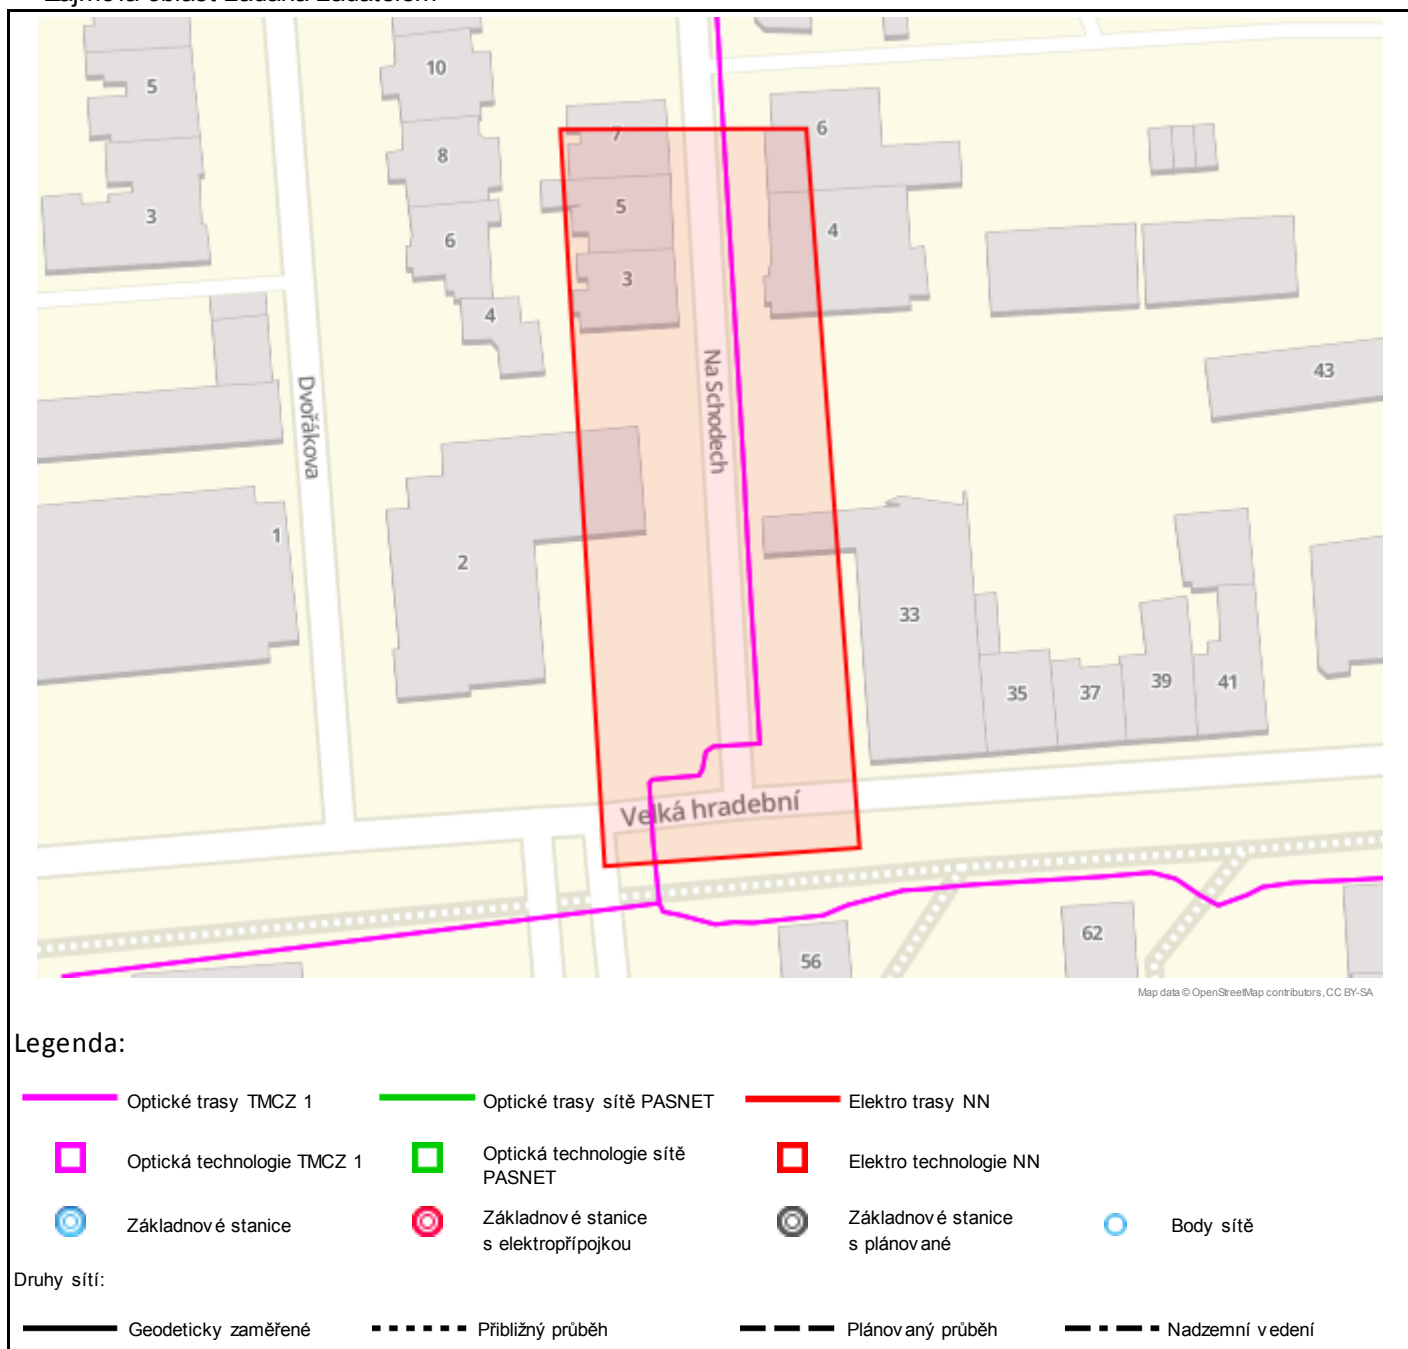 Zájmová oblast zadaná žadatelem
10
5
7
6
8
3
5
6
4
3
4
43
Na Schodech
Dvořákova
1
2
33
35
37
39
41
Velká hradební
62
56
Map data © OpenStreetMap contributors, CC BY-SA
Legenda:
Optické trasy TMCZ 1
Optické trasy sítě PASNET
Elektro trasy NN
Optická technologie TMCZ 1
Optická technologie sítě
PASNET
Elektro technologie NN
Základnové stanice
Základnové stanice
s elektropřípojkou
Základnové stanice
s plánované
Body sítě
Druhy sítí:
Geodeticky zaměřené
Přibližný průběh
Plánovaný průběh
Nadzemní vedení